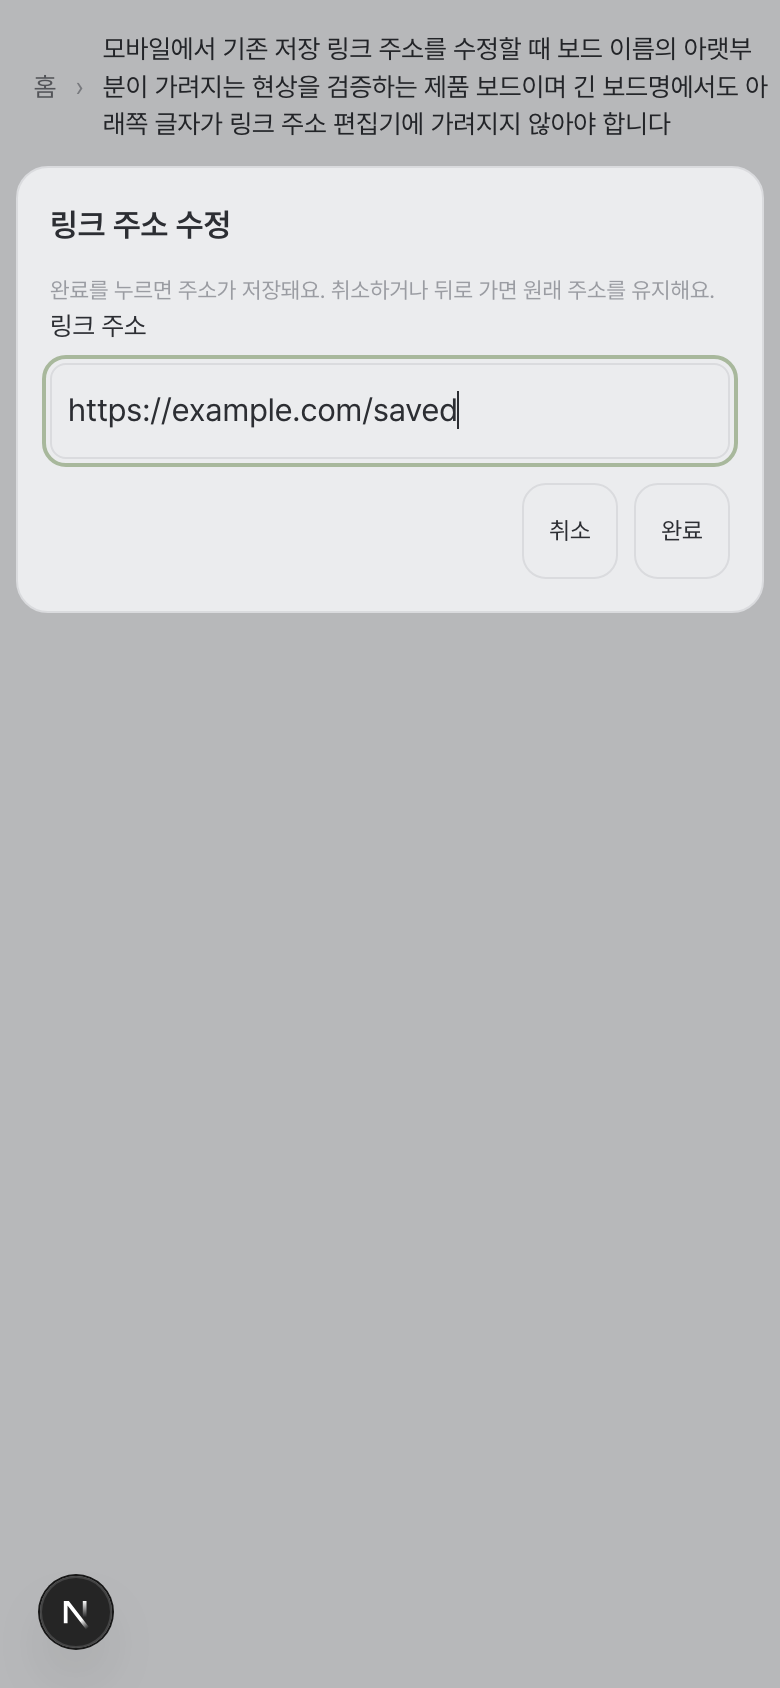 모바일에서 기존 저장 링크 주소를 수정할 때 보드 이름의 아랫부
홈 › 분이 가려지는 현상을 검증하는 제품 보드이며 긴 보드명에서도 아
래쪽 글자가 링크 주소 편집기에 가려지지 않아야 합니다
링크 주소 수정
완료를 누르면 주소가 저장돼요. 취소하거나 뒤로 가면 원래 주소를 유지해요.
링크 주소
https://example.com/saved
취소 완료
N